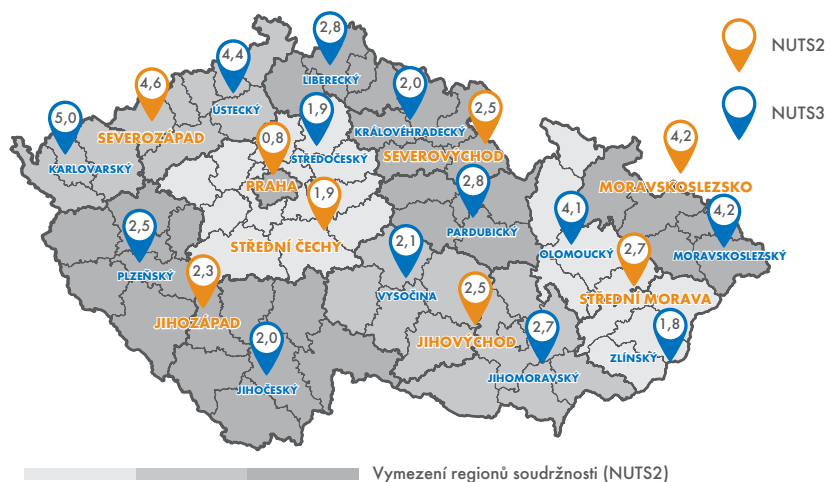 2,8
NUTS2
4,4
LIBERECKÝ
4,6
2,0
ÚSTECKÝ
1,9
2,5
NUTS3
5,0
SEVEROZÁPAD
KRÁLOVÉHRADECKÝ
0,8
STŘEDOČESKÝ
SEVEROVÝCHOD
4,2
KARLOVARSKÝ
PRAHA
2,8
MORAVSKOSLEZSKO
1,9
4,1
4,2
2,5
PARDUBICKÝ
STŘEDNÍ ČECHY
2,1
OLOMOUCKÝ
2,7
MORAVSKOSLEZSKÝ
PLZEŇSKÝ
2,3
VYSOČINA
2,5
STŘEDNÍ MORAVA
JIHOZÁPAD
2,0
JIHOVÝCHOD
2,7
1,8
ZLÍNSKÝ
JIHOČESKÝ
JIHOMORAVSKÝ
Vymezení regionů soudržnosti (NUTS2)